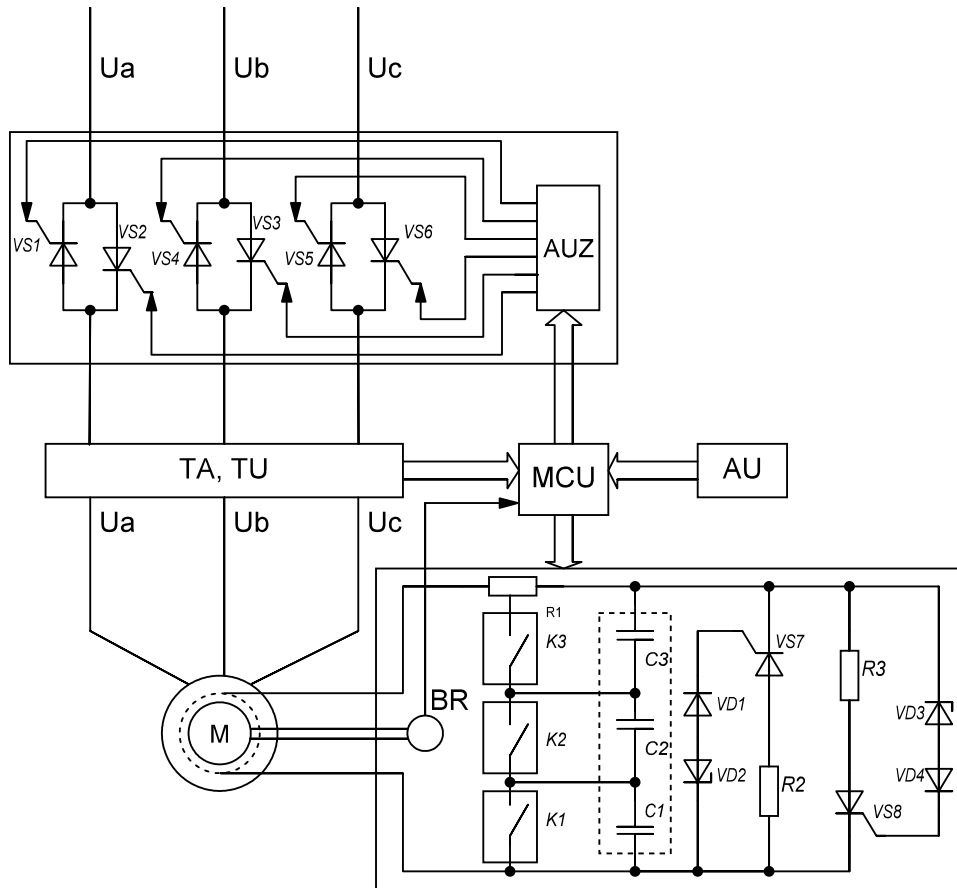 Ua Ub Uc
VS1 VS2 VS4 VS3 VS5 VS6 AUZ
TA, TU MCU AU
Ua Ub Uc
R1
K3 C3 VS7 R3
M BR VD1 VD3
K2 C2
VD2 R2 VD4
K1 C1 VS8